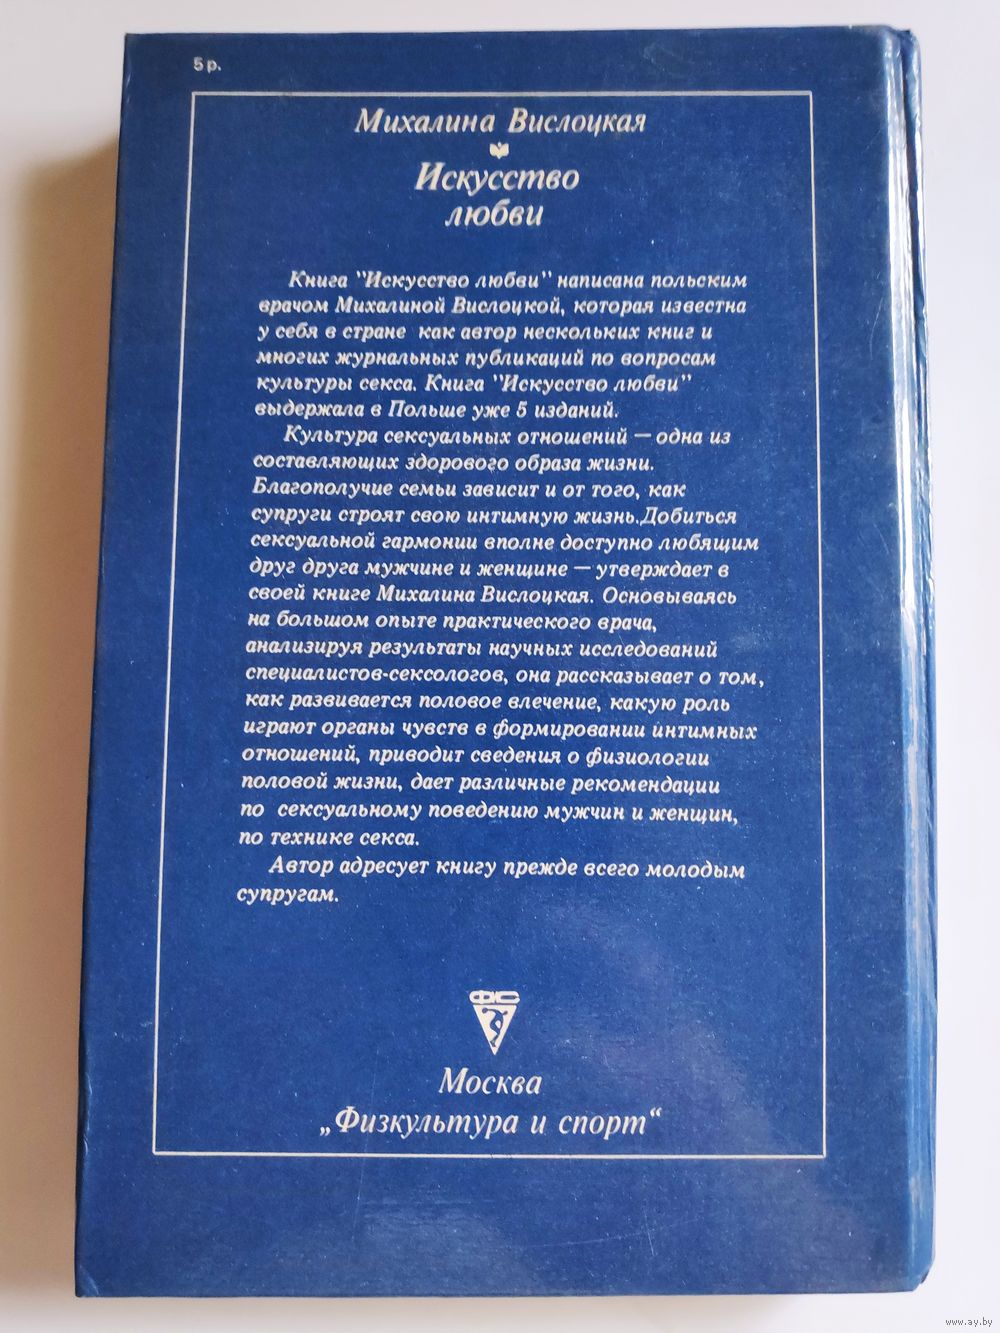 5 р.
Михалина Вислоцкая
Искусство
любви
Книга "Искусство любви" написана польским
врачом Михалиной Вислоцкой, которая известна
у себя в стране как автор нескольких книг и
многих журнальных публикаций по вопросам
культуры секса. Книга "Искусство любви"
выдержала в Польше уже 5 изданий.
Культура сексуальных отношений — одна из
составляющих здорового образа жизни.
Благополучие семьи зависит и от того, как
супруги строят свою интимную жизнь. Добиться
сексуальной гармонии вполне доступно любящим
друг друга мужчине и женщине — утверждает в
своей книге Михалина Вислоцкая. Основываясь
на большом опыте практического врача,
анализируя результаты научных исследований
специалистов-сексологов, она рассказывает о том,
как развивается половое влечение, какую роль
играют органы чувств в формировании интимных
отношений, приводит сведения о физиологии
половой жизни, дает различные рекомендации
по сексуальному поведению мужчин и женщин,
по технике секса.
Автор адресует книгу прежде всего молодым
супругам.
ФС
Москва
„Физкультура и спорт“
www.ay.by